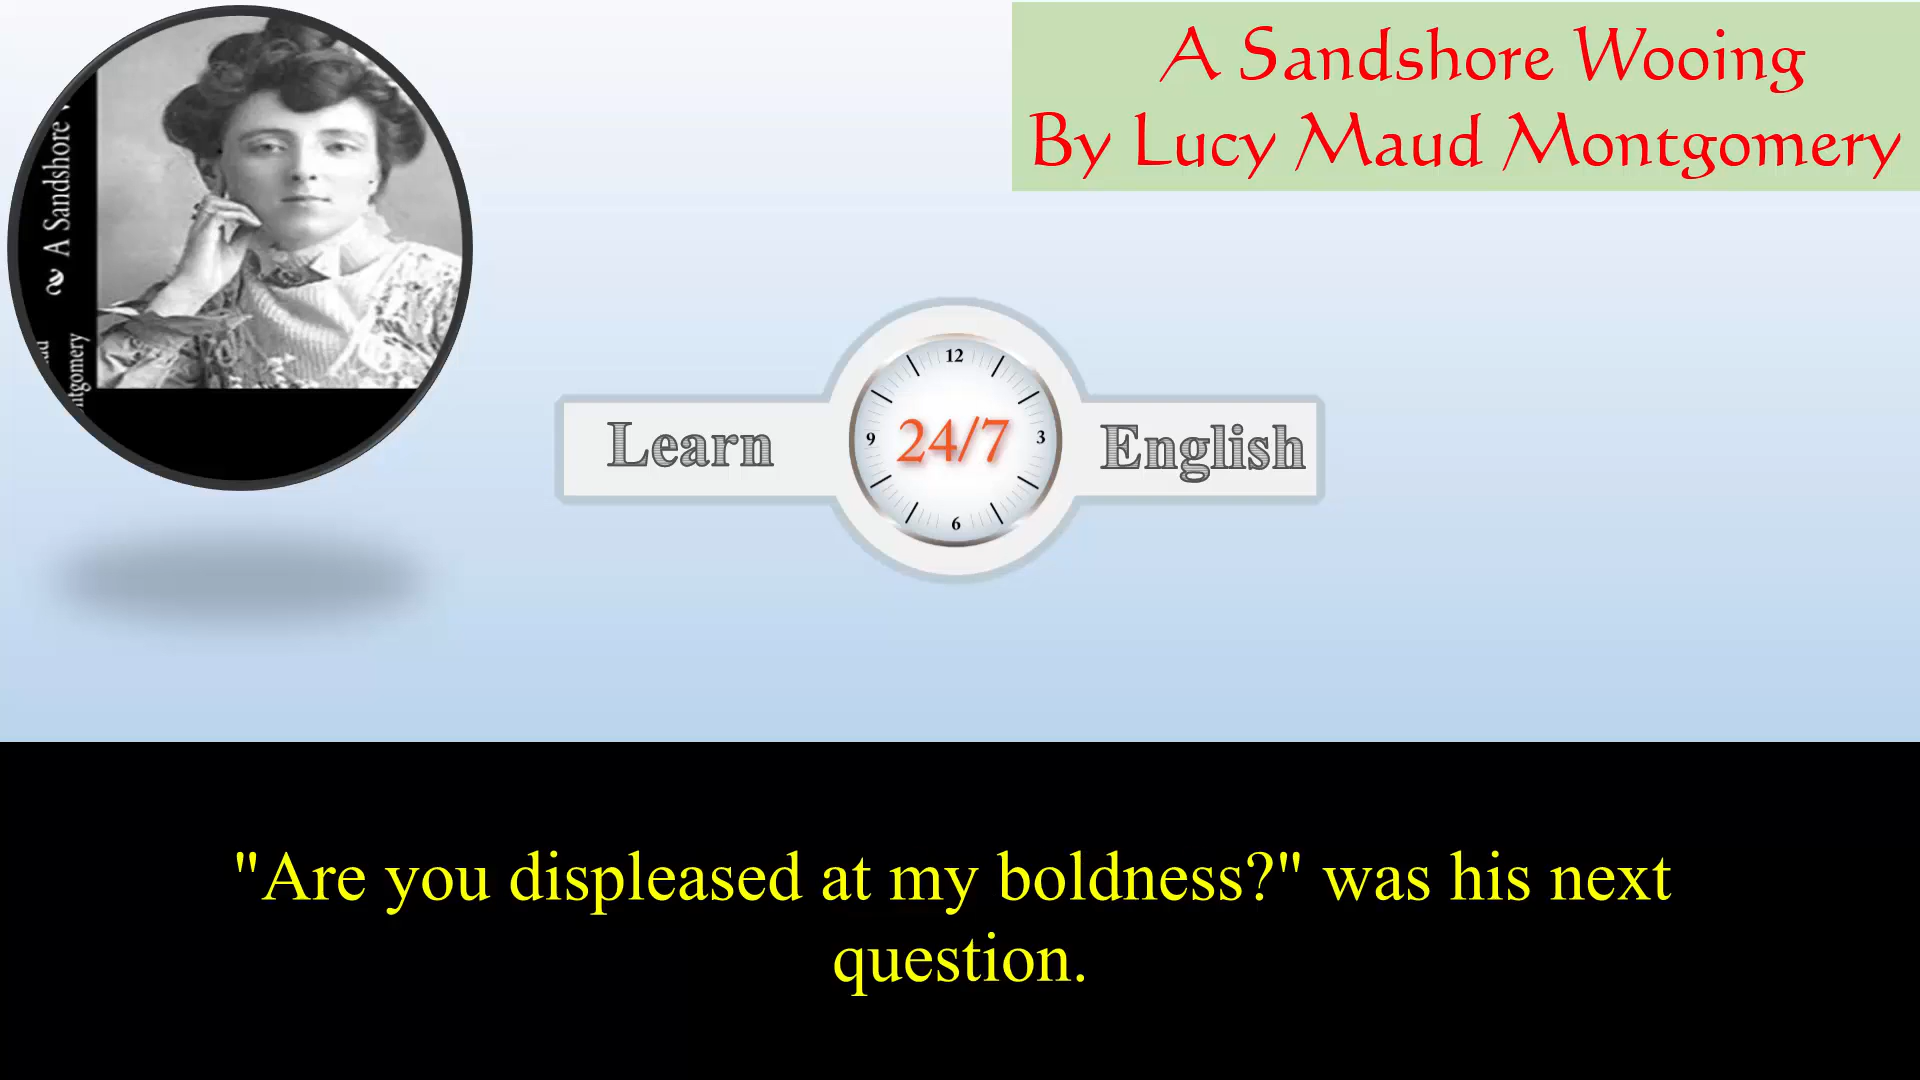 A Sandshore Wooing
By Lucy Maud Montgomery
A Sandshore
ntgomery
12
Learn
9
24/7
3
English
6
"Are you displeased at my boldness?" was his next
question.